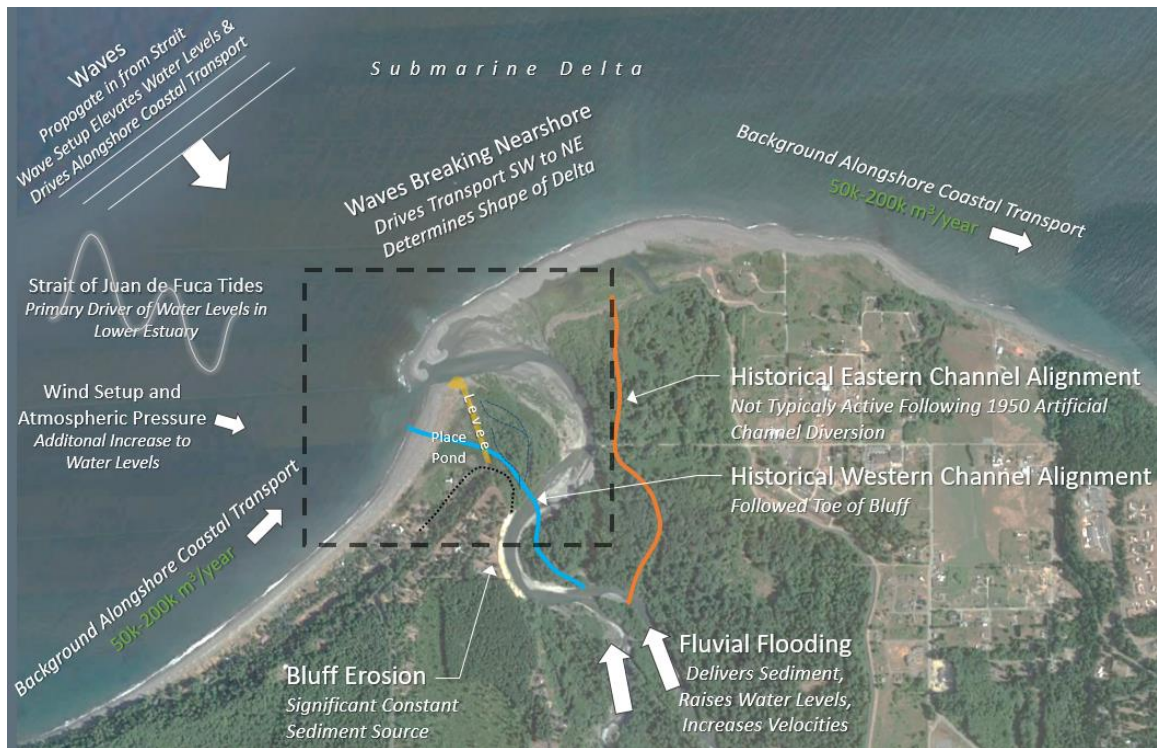 Waves
Propogate in from Strait
Wave Setup Elevates Water Levels &
Drives Alongshore Coastal Transport
Submarine Delta
Waves Breaking Nearshore
Drives Transport SW to NE
Determines Shape of Delta
Background Alongshore Coastal Transport
50k-200k m³/year
Strait of Juan de Fuca Tides
Primary Driver of Water Levels in
Lower Estuary
Wind Setup and
Atmospheric Pressure
Additonal Increase to
Water Levels
Levee
Place
Pond
Historical Eastern Channel Alignment
Not Typicaly Active Following 1950 Artificial
Channel Diversion
Historical Western Channel Alignment
Followed Toe of Bluff
Background Alongshore Coastal Transport
50k-200k m³/year
Bluff Erosion
Significant Constant
Sediment Source
Fluvial Flooding
Delivers Sediment,
Raises Water Levels,
Increases Velocities